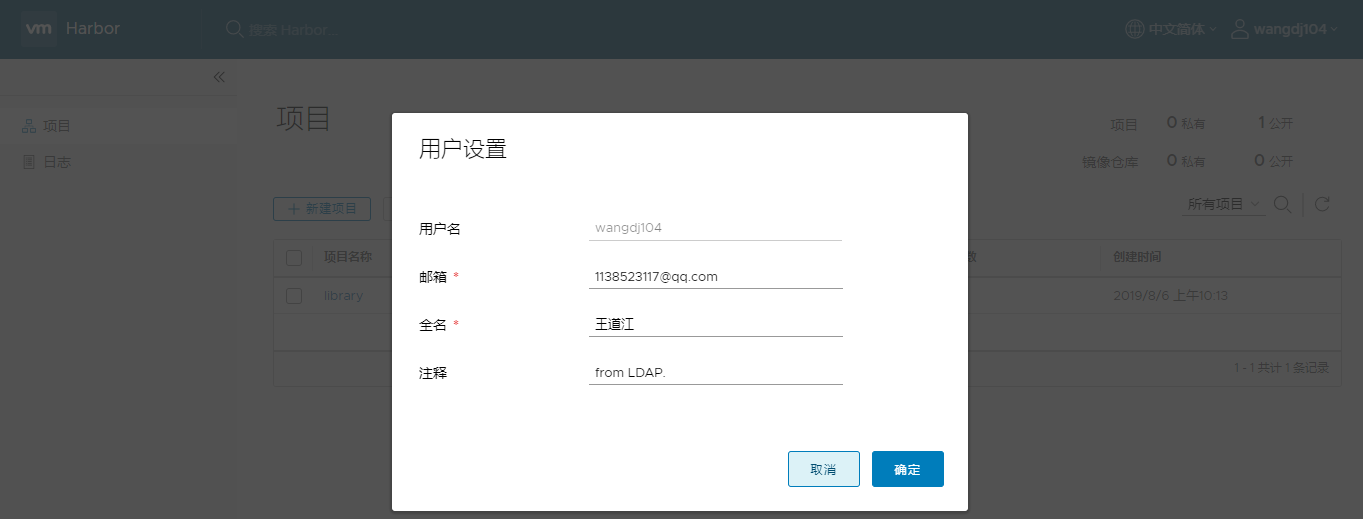 vm Harbor 搜索 Harbor... 中文简体 wangdj104
项目
日志
项目
项目 0 私有 1 公开
镜像仓库 0 私有 0 公开
+ 新建项目 所有项目
项目名称 数 创建时间
library 2019/8/6 上午10:13
1 - 1 共计 1 条记录
用户设置
用户名 wangdj104
邮箱 * 1138523117@qq.com
全名 * 王道江
注释 from LDAP.
取消 确定